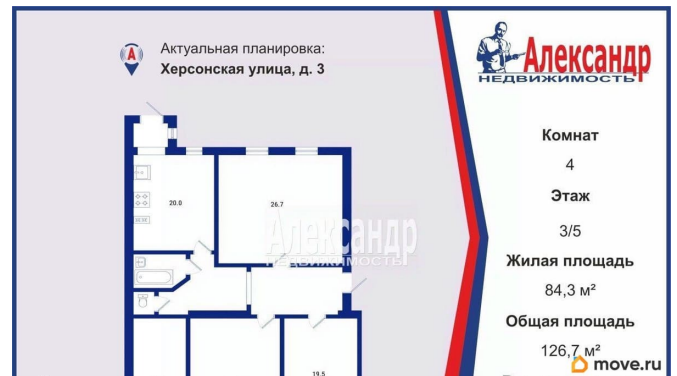 Актуальная планировка:
Херсонская улица, д. 3
Александр
НЕДВИЖИМОСТЬ
Комнат
4
Этаж
3/5
Жилая площадь
84,3 м²
Общая площадь
126,7 м²
20.0
26.7
Александр
НЕДВИЖИМОСТЬ
19.5
move.ru